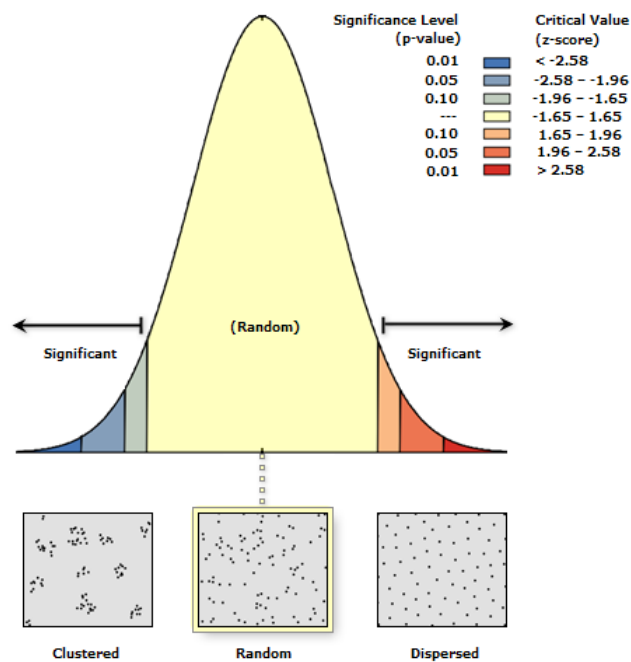 Significance Level Critical Value
(p-value) (z-score)
0.01 < -2.58
0.05 -2.58 – -1.96
0.10 -1.96 – -1.65
--- -1.65 – 1.65
0.10 1.65 – 1.96
0.05 1.96 – 2.58
0.01 > 2.58
(Random)
Significant Significant
Clustered Random Dispersed